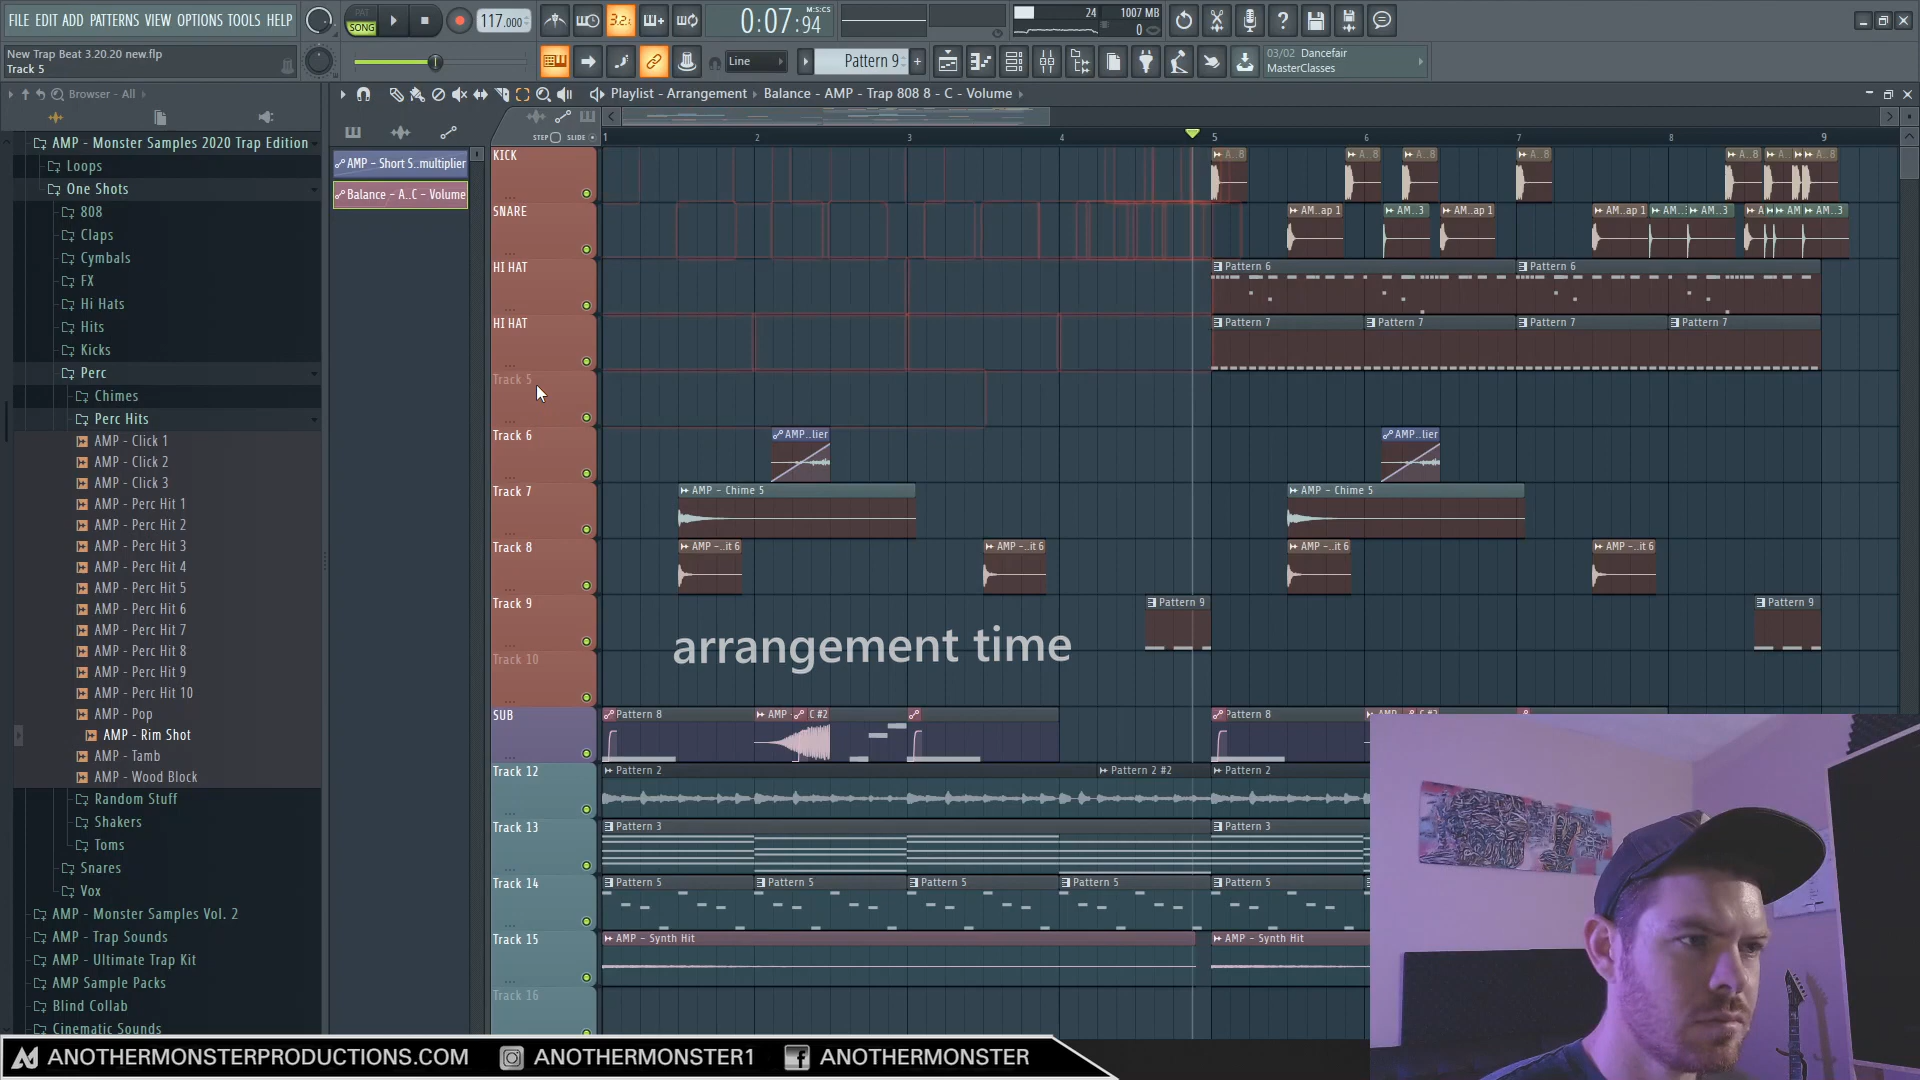 FILE EDIT ADD PATTERNS VIEW OPTIONS TOOLS HELP
PAT
SONG
117.000
3.2.
0:07:94
M:S:CS
24
1007 MB
0
New Trap Beat 3.20.20 new.flp
Track 5
Line
Pattern 9
03/02 Dancefair
MasterClasses
Browser - All
Playlist - Arrangement
Balance - AMP - Trap 808 8 - C - Volume
STEP
SLIDE
1
2
3
4
5
6
7
8
9
AMP - Monster Samples 2020 Trap Edition
Loops
One Shots
808
Claps
Cymbals
FX
Hi Hats
Hits
Kicks
Perc
Chimes
Perc Hits
AMP - Click 1
AMP - Click 2
AMP - Click 3
AMP - Perc Hit 1
AMP - Perc Hit 2
AMP - Perc Hit 3
AMP - Perc Hit 4
AMP - Perc Hit 5
AMP - Perc Hit 6
AMP - Perc Hit 7
AMP - Perc Hit 8
AMP - Perc Hit 9
AMP - Perc Hit 10
AMP - Pop
AMP - Rim Shot
AMP - Tamb
AMP - Wood Block
Random Stuff
Shakers
Toms
Snares
Vox
AMP - Monster Samples Vol. 2
AMP - Trap Sounds
AMP - Ultimate Trap Kit
AMP Sample Packs
Blind Collab
Cinematic Sounds
AMP - Short S..multiplier
Balance - A..C - Volume
KICK
A..8
A..8
A..8
A..8
A..8
A..
A..8
SNARE
AM..ap 1
AM..3
AM..ap 1
AM..ap 1
AM..3
AM..3
A
AM
AM..3
HI HAT
Pattern 6
Pattern 6
HI HAT
Pattern 7
Pattern 7
Pattern 7
Pattern 7
Track 5
Track 6
AMP..lier
AMP..lier
Track 7
AMP - Chime 5
AMP - Chime 5
Track 8
AMP -..it 6
AMP -..it 6
AMP -..it 6
AMP -..it 6
Track 9
Pattern 9
Pattern 9
arrangement time
Track 10
SUB
Pattern 8
AMP
C #2
Pattern 8
Track 12
Pattern 2
Pattern 2 #2
Pattern 2
Track 13
Pattern 3
Pattern 3
Track 14
Pattern 5
Pattern 5
Pattern 5
Pattern 5
Pattern 5
Track 15
AMP - Synth Hit
AMP - Synth Hit
Track 16
ANOTHERMONSTERPRODUCTIONS.COM
ANOTHERMONSTER1
ANOTHERMONSTER